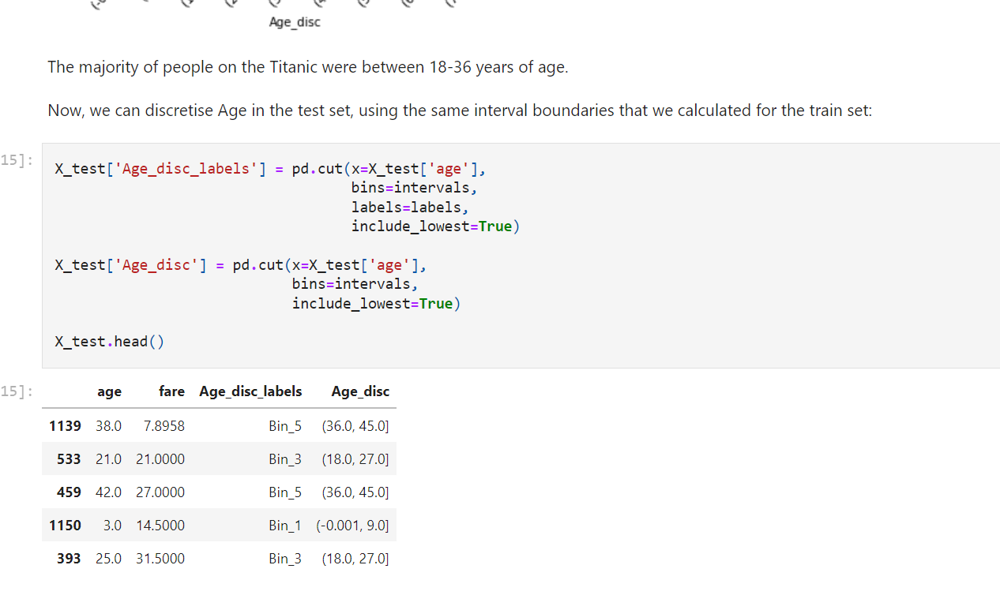 Age_disc
The majority of people on the Titanic were between 18-36 years of age.
Now, we can discretise Age in the test set, using the same interval boundaries that we calculated for the train set:
15]:
X_test['Age_disc_labels'] = pd.cut(x=X_test['age'],
bins=intervals,
labels=labels,
include_lowest=True)
X_test['Age_disc'] = pd.cut(x=X_test['age'],
bins=intervals,
include_lowest=True)
X_test.head()
15]:
age fare Age_disc_labels Age_disc
1139 38.0 7.8958 Bin_5 (36.0, 45.0]
533 21.0 21.0000 Bin_3 (18.0, 27.0]
459 42.0 27.0000 Bin_5 (36.0, 45.0]
1150 3.0 14.5000 Bin_1 (-0.001, 9.0]
393 25.0 31.5000 Bin_3 (18.0, 27.0]